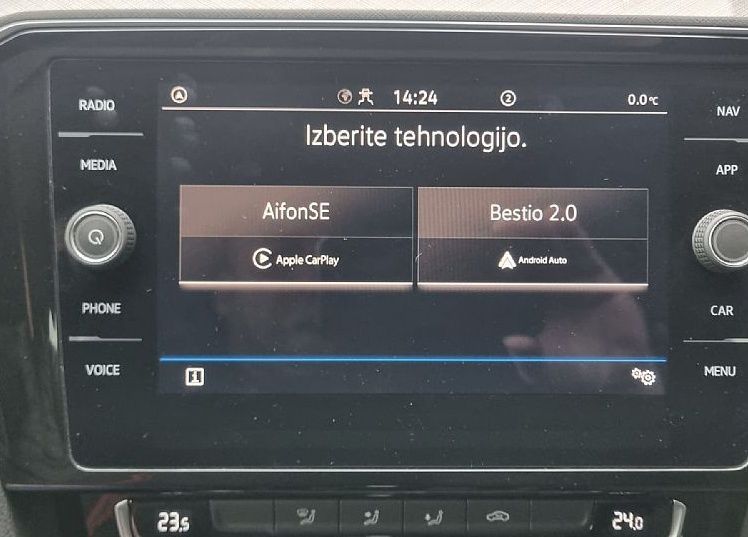 RADIO
14:24
2
0.0°C
NAV
Izberite tehnologijo.
MEDIA
APP
AifonSE
Bestio 2.0
Apple CarPlay
Android Auto
PHONE
CAR
VOICE
MENU
23.5
24.0